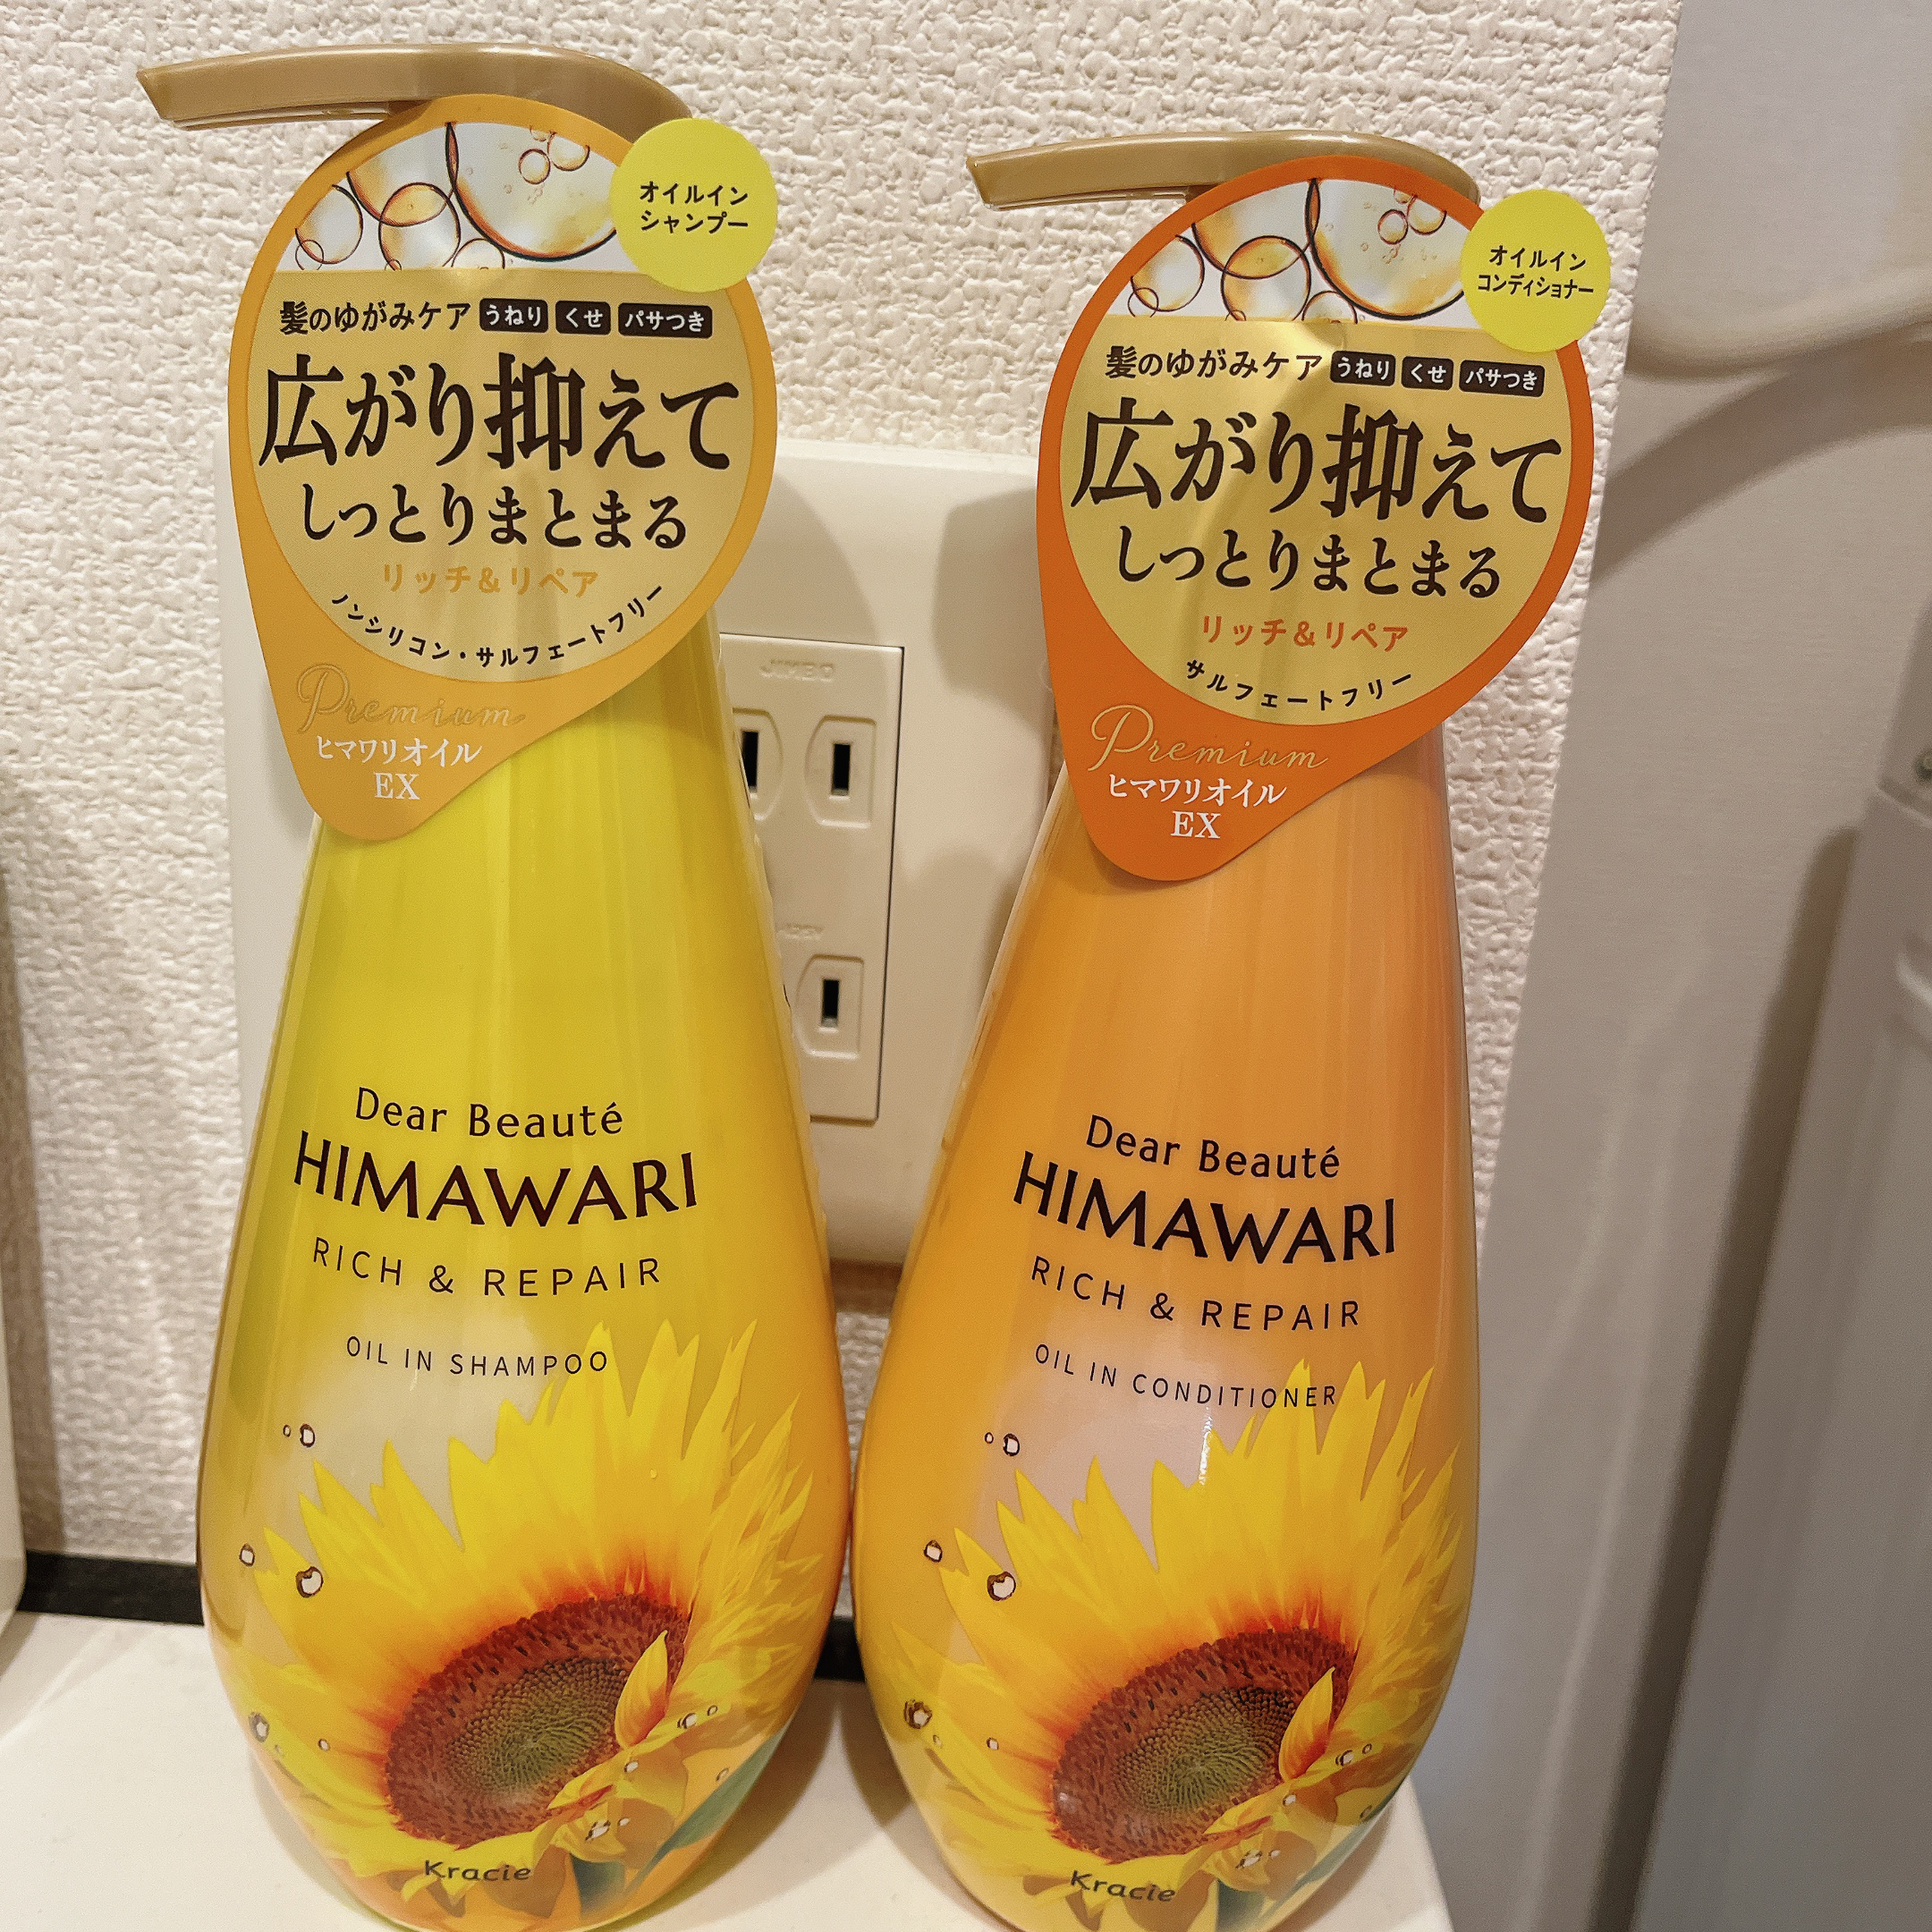 オイルイン
シャンプー
髪のゆがみケア うねり くせ パサつき
広がり抑えて
しっとりまとまる
リッチ&リペア
ノンシリコン・サルフェートフリー
Premium
ヒマワリオイル
EX
Dear Beauté
HIMAWARI
RICH & REPAIR
OIL IN SHAMPOO
Kracie
オイルイン
コンディショナー
髪のゆがみケア うねり くせ パサつき
広がり抑えて
しっとりまとまる
リッチ&リペア
サルフェートフリー
Premium
ヒマワリオイル
EX
Dear Beauté
HIMAWARI
RICH & REPAIR
OIL IN CONDITIONER
Kracie
JIMBO